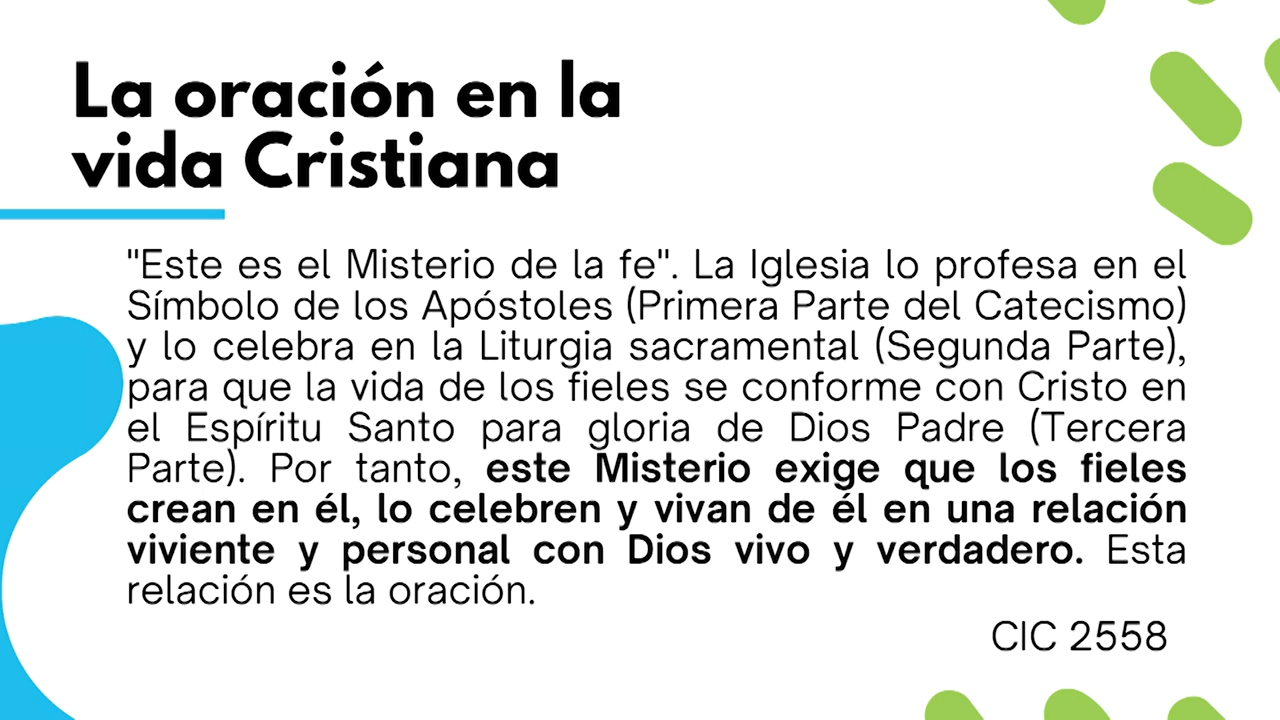 La oración en la
vida Cristiana
"Este es el Misterio de la fe". La Iglesia lo profesa en el
Símbolo de los Apóstoles (Primera Parte del Catecismo)
y lo celebra en la Liturgia sacramental (Segunda Parte),
para que la vida de los fieles se conforme con Cristo en
el Espíritu Santo para gloria de Dios Padre (Tercera
Parte). Por tanto, este Misterio exige que los fieles
crean en él, lo celebren y vivan de él en una relación
viviente y personal con Dios vivo y verdadero. Esta
relación es la oración.
CIC 2558